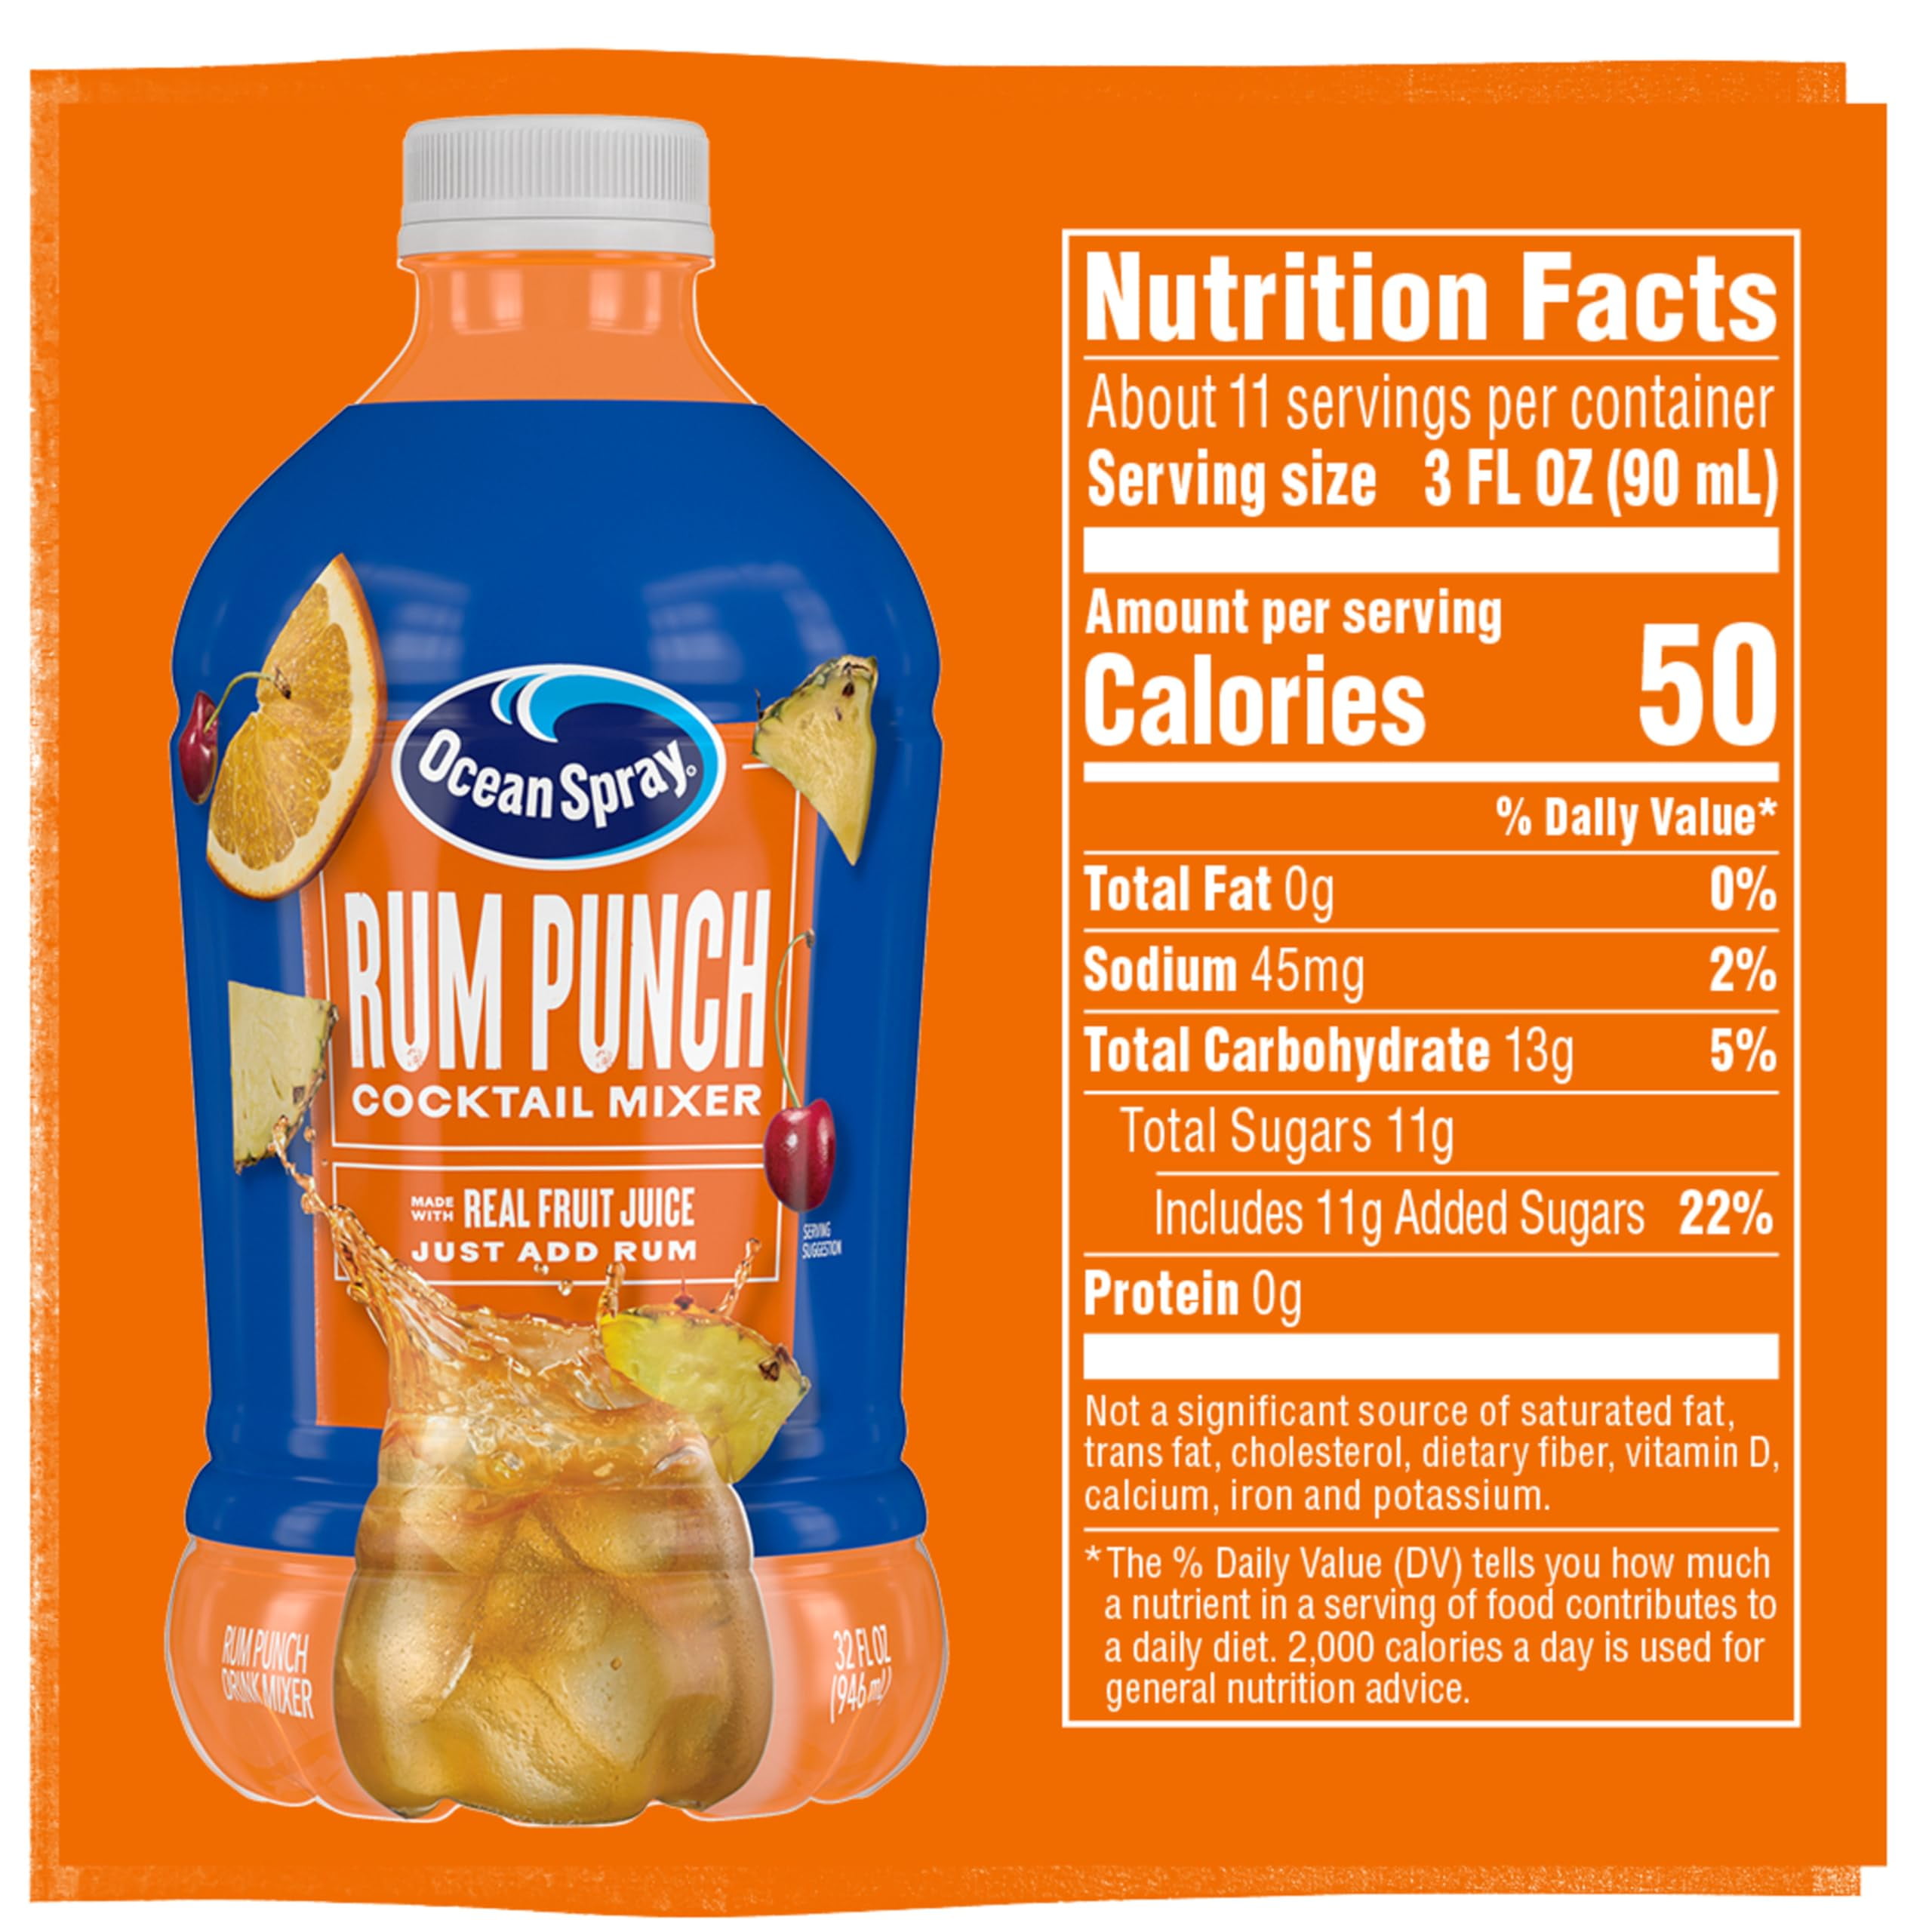 Ocean Spray
RUM PUNCH
COCKTAIL MIXER
MADE WITH REAL FRUIT JUICE
JUST ADD RUM
SERVING
SUGGESTION
RUM PUNCH
DRINK MIXER
32 FL OZ
(946 mL)
Nutrition Facts
About 11 servings per container
Serving size 3 FL OZ (90 mL)
Amount per serving
Calories 50
% Dally Value*
Total Fat 0g 0%
Sodium 45mg 2%
Total Carbohydrate 13g 5%
Total Sugars 11g
Includes 11g Added Sugars 22%
Protein 0g
Not a significant source of saturated fat,
trans fat, cholesterol, dietary fiber, vitamin D,
calcium, iron and potassium.
*The % Daily Value (DV) tells you how much
a nutrient in a serving of food contributes to
a daily diet. 2,000 calories a day is used for
general nutrition advice.